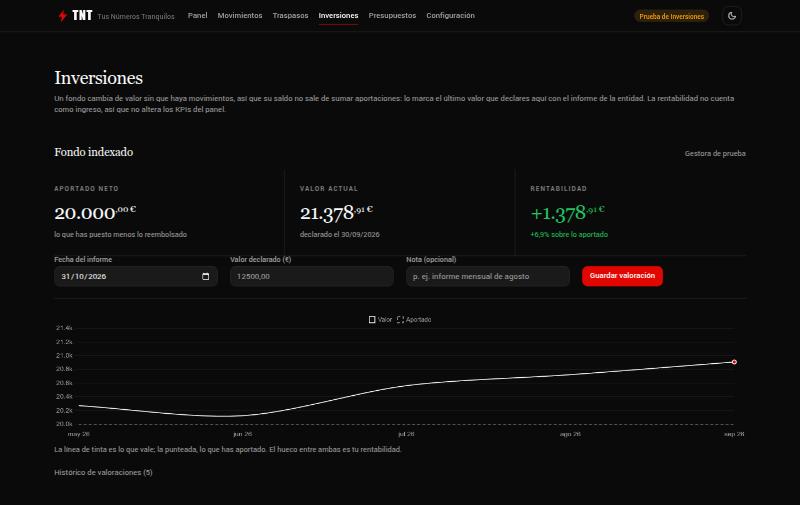 TNT Tus Números Tranquilos Panel Movimientos Traspasos Inversiones Presupuestos Configuración Prueba de Inversiones
Inversiones
Un fondo cambia de valor sin que haya movimientos, así que su saldo no sale de sumar aportaciones: lo marca el último valor que declares aquí con el informe de la entidad. La rentabilidad no cuenta
como ingreso, así que no altera los KPIs del panel.
Fondo indexado Gestora de prueba
APORTADO NETO VALOR ACTUAL RENTABILIDAD
20.000,00 € 21.378,91 € +1.378,91 €
lo que has puesto menos lo reembolsado declarado el 30/09/2026 +6,9% sobre lo aportado
Fecha del informe Valor declarado (€) Nota (opcional)
31/10/2026 12500,00 p. ej. informe mensual de agosto Guardar valoración
Valor Aportado
21.4k
21.2k
21.0k
20.8k
20.6k
20.4k
20.2k
20.0k
may 26 jun 26 jul 26 ago 26 sep 26
La línea de tinta es lo que vale; la punteada, lo que has aportado. El hueco entre ambas es tu rentabilidad.
Histórico de valoraciones (5)